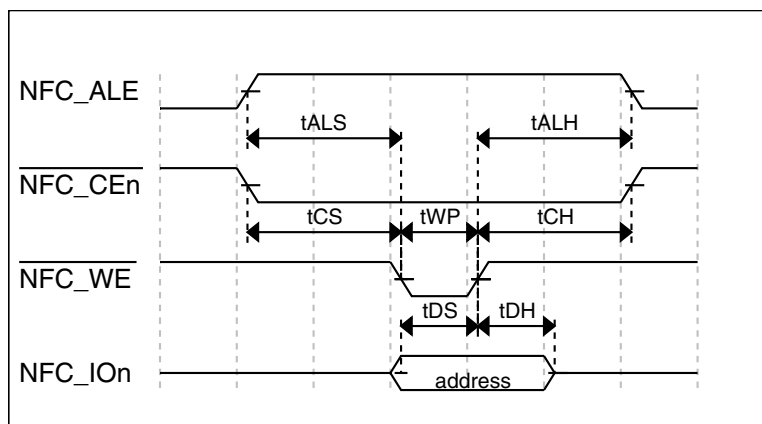 NFC_ALE
tALS tALH
NFC_CEn
tCS tWP tCH
NFC_WE
tDS tDH
NFC_IOn
address